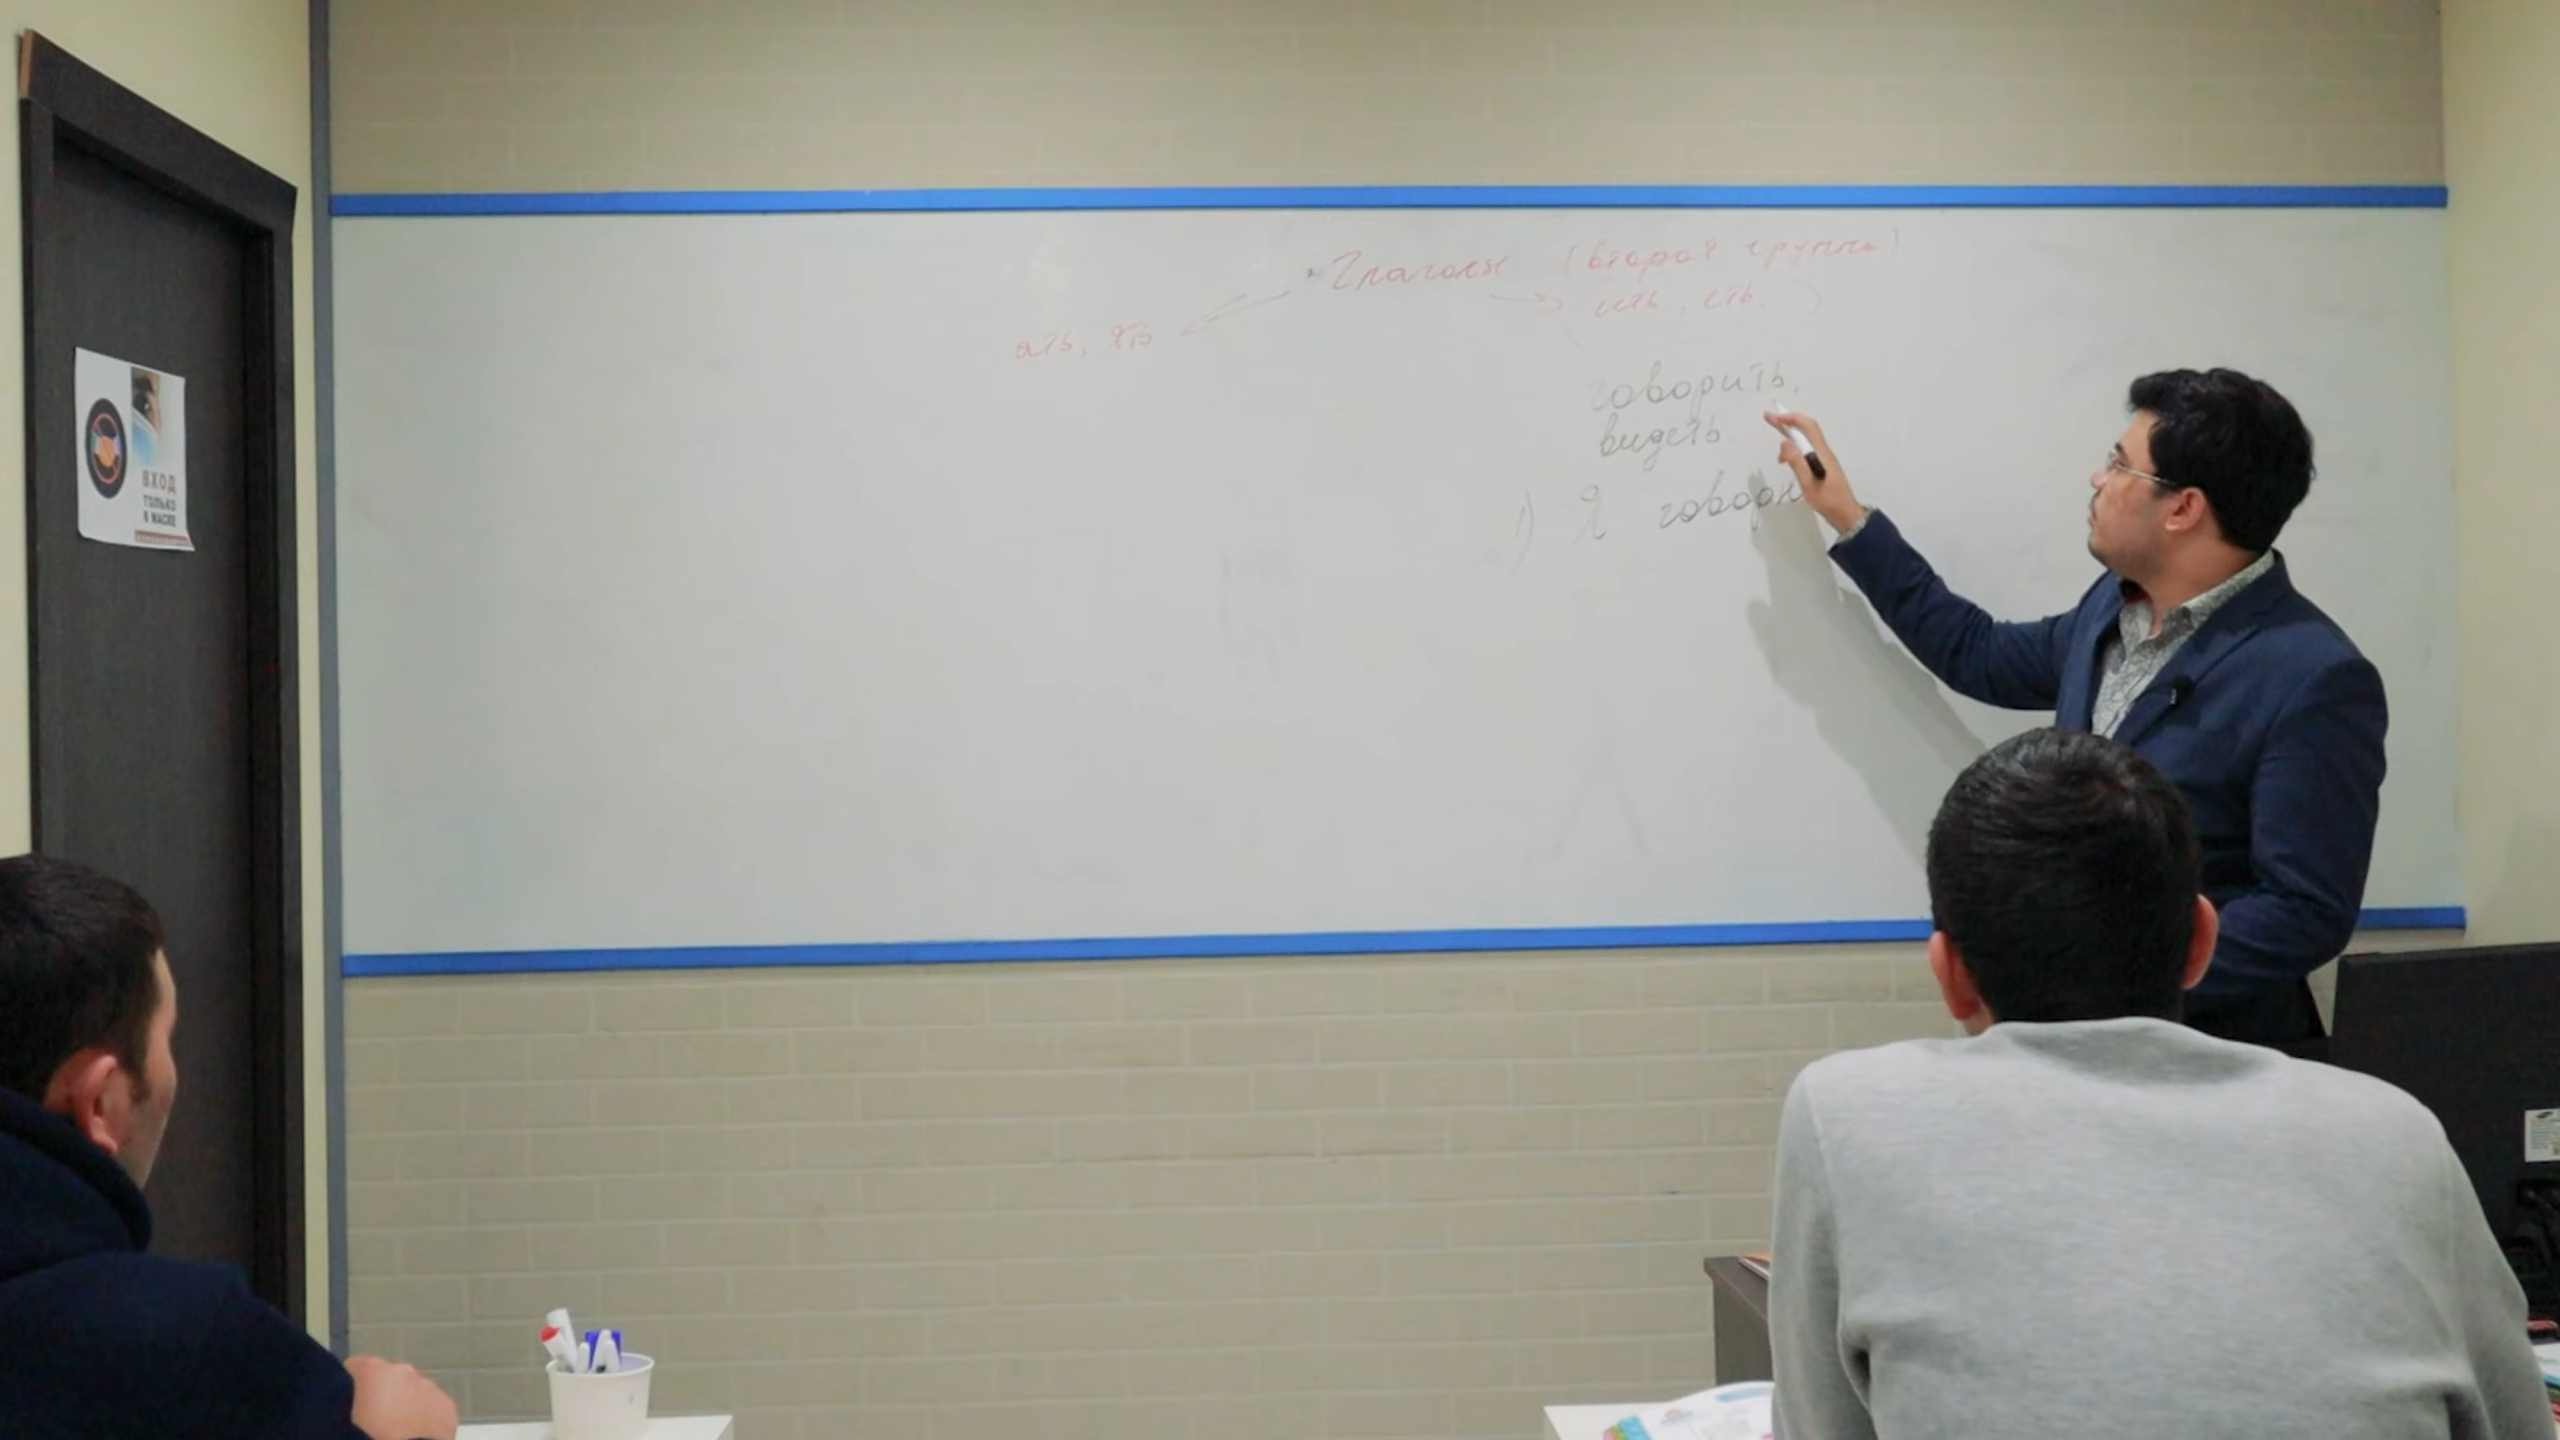 Глаголы (вторая группа)
ать, ять
ить, еть.
говорить,
видеть
1) Я говорю
ВХОД
ТОЛЬКО
В МАСКЕ